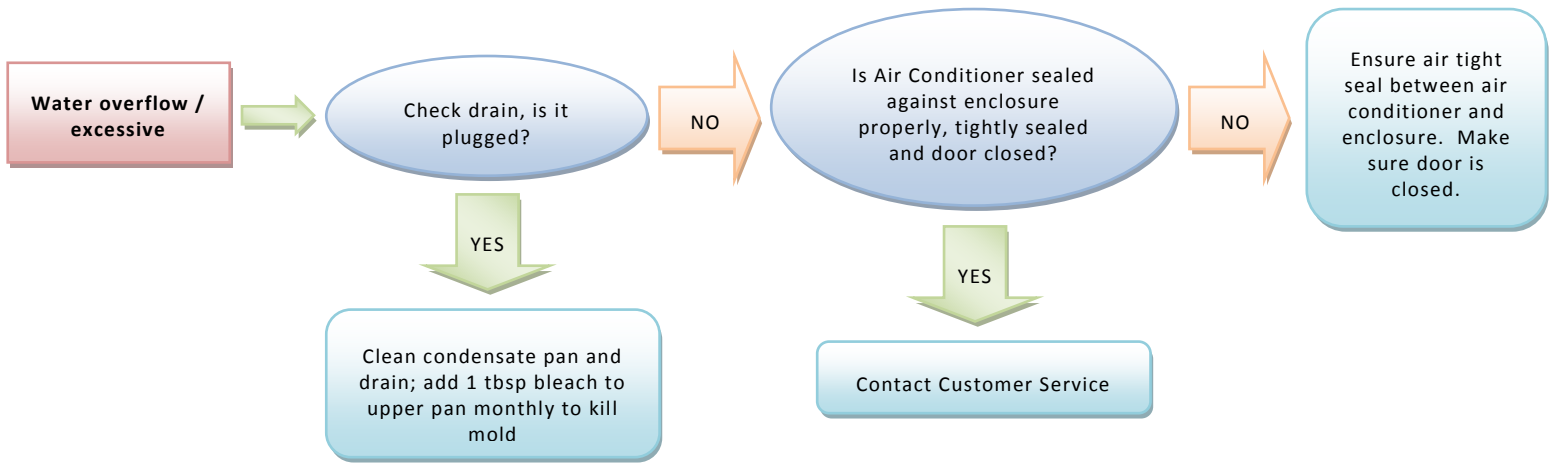 Water overflow /
excessive
Check drain, is it
plugged?
NO
Is Air Conditioner sealed
against enclosure
properly, tightly sealed
and door closed?
NO
Ensure air tight
seal between air
conditioner and
enclosure. Make
sure door is
closed.
YES
Clean condensate pan and
drain; add 1 tbsp bleach to
upper pan monthly to kill
mold
YES
Contact Customer Service